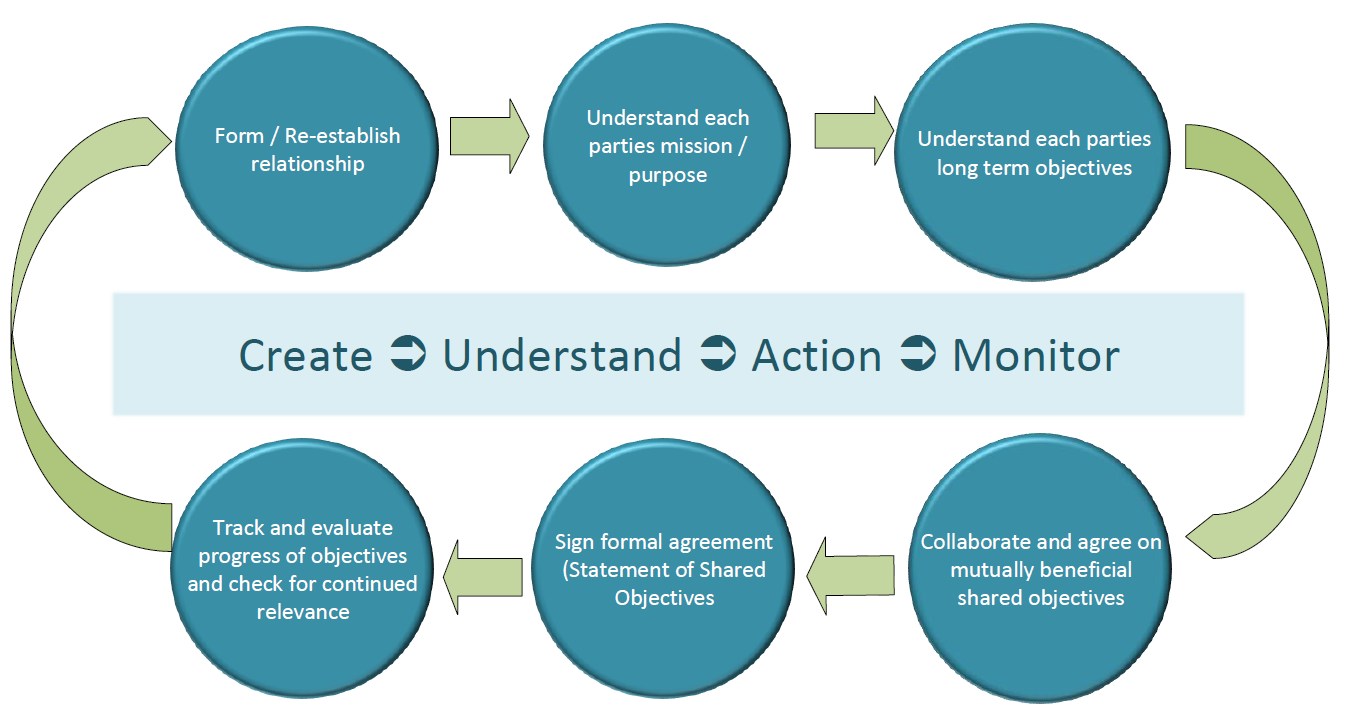 Form / Re-establish
relationship
Understand each
parties mission /
purpose
Understand each parties
long term objectives
Create ➲ Understand ➲ Action ➲ Monitor
Track and evaluate
progress of objectives
and check for continued
relevance
Sign formal agreement
(Statement of Shared
Objectives
Collaborate and agree on
mutually beneficial
shared objectives